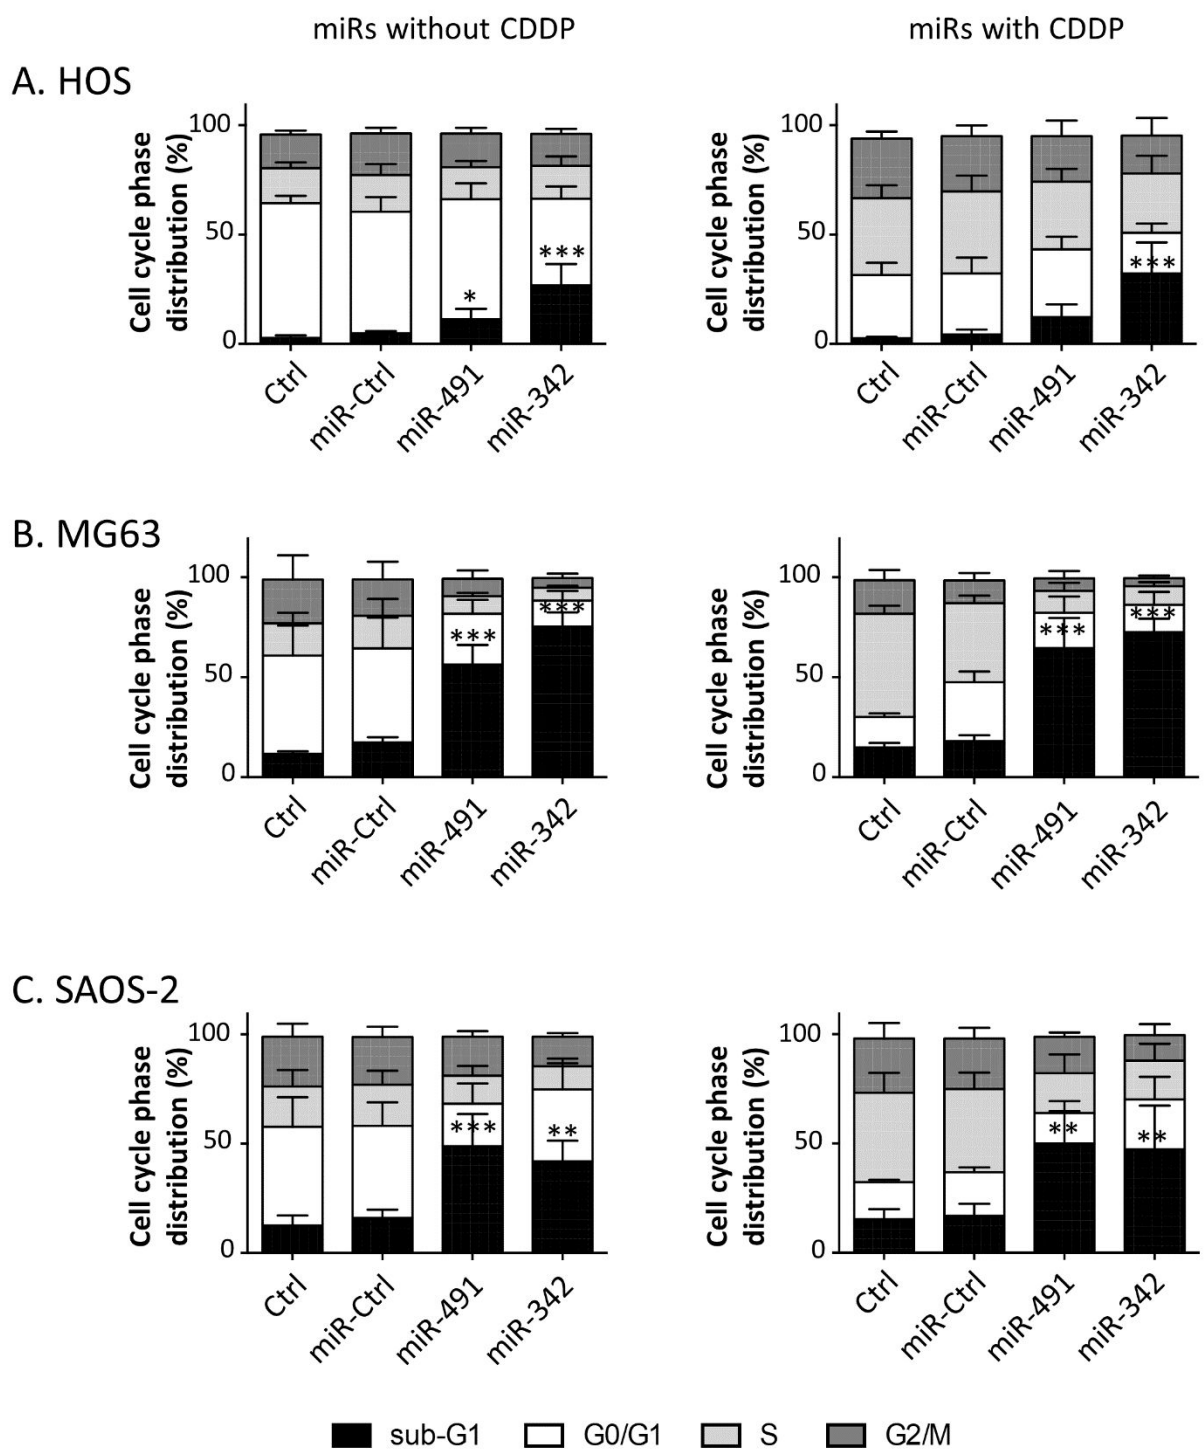 miRs without CDDP
miRs with CDDP
A. HOS
Cell cycle phase
distribution (%)
100
50
0
*
***
Ctrl
miR-Ctrl
miR-491
miR-342
Cell cycle phase
distribution (%)
100
50
0
***
Ctrl
miR-Ctrl
miR-491
miR-342
B. MG63
Cell cycle phase
distribution (%)
100
50
0
***
***
Ctrl
miR-Ctrl
miR-491
miR-342
Cell cycle phase
distribution (%)
100
50
0
***
***
Ctrl
miR-Ctrl
miR-491
miR-342
C. SAOS-2
Cell cycle phase
distribution (%)
100
50
0
***
**
Ctrl
miR-Ctrl
miR-491
miR-342
Cell cycle phase
distribution (%)
100
50
0
**
**
Ctrl
miR-Ctrl
miR-491
miR-342
sub-G1
G0/G1
S
G2/M